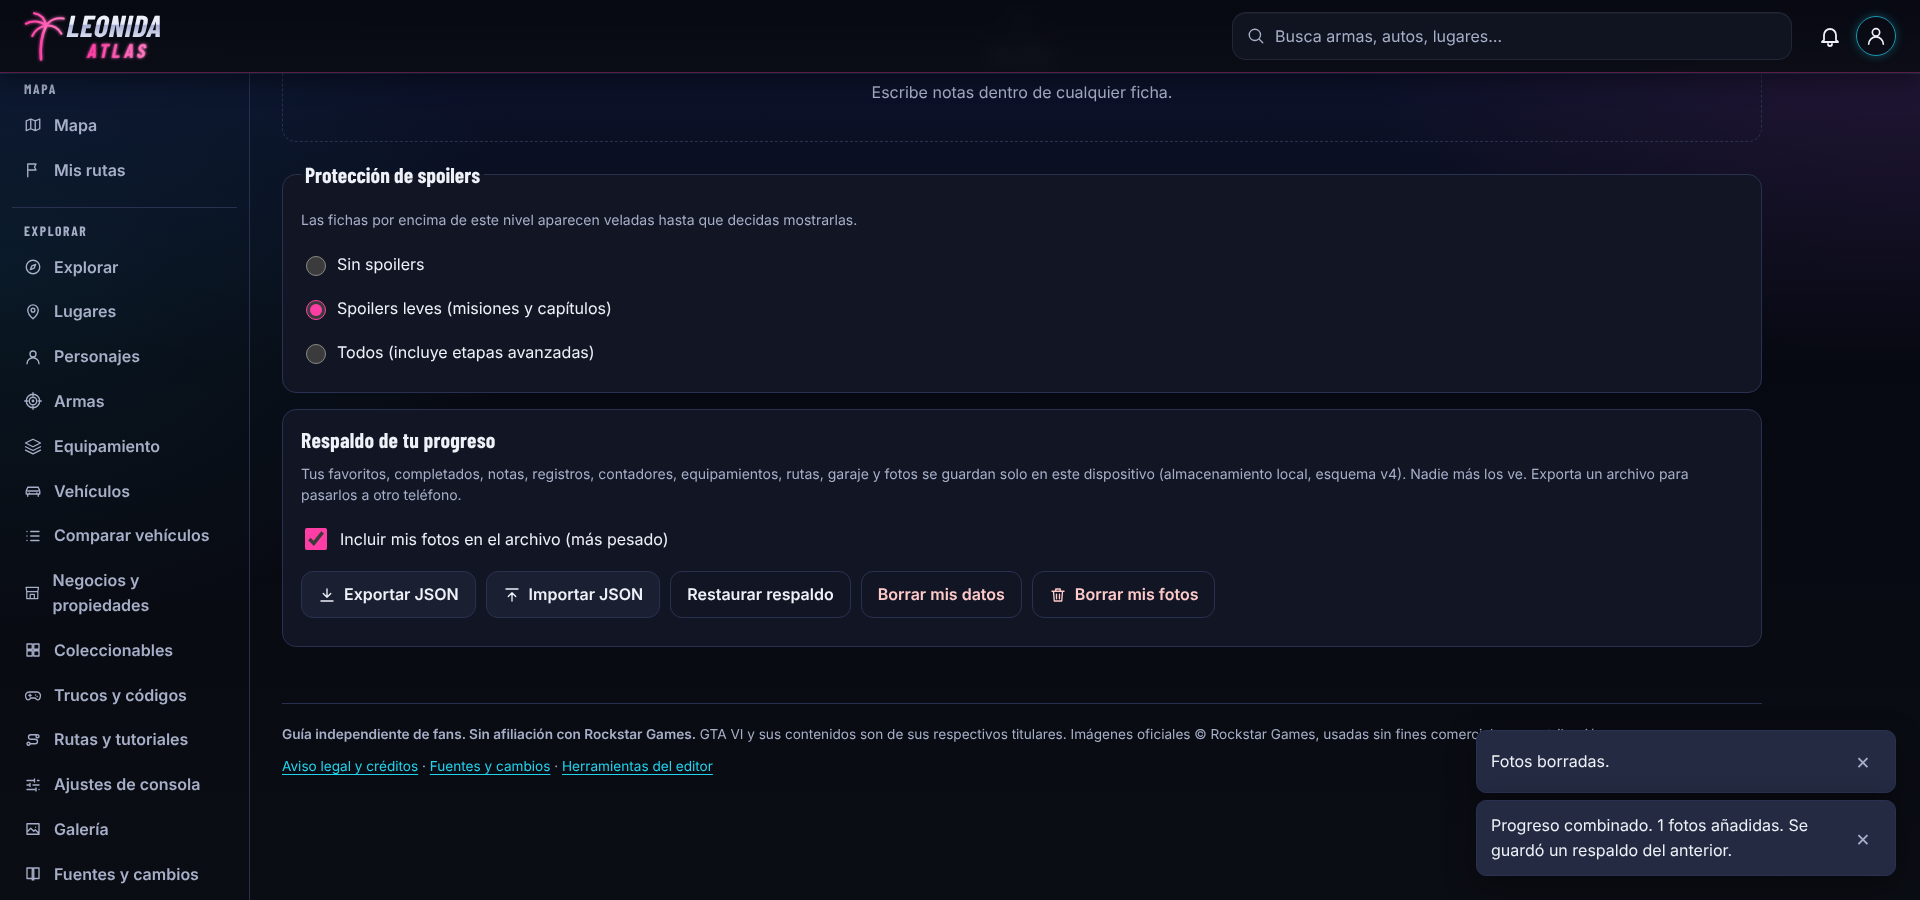 LEONIDA
ATLAS
Busca armas, autos, lugares...
MAPA
Mapa
Mis rutas
EXPLORAR
Explorar
Lugares
Personajes
Armas
Equipamiento
Vehículos
Comparar vehículos
Negocios y
propiedades
Coleccionables
Trucos y códigos
Rutas y tutoriales
Ajustes de consola
Galería
Fuentes y cambios
Escribe notas dentro de cualquier ficha.
Protección de spoilers
Las fichas por encima de este nivel aparecen veladas hasta que decidas mostrarlas.
Sin spoilers
Spoilers leves (misiones y capítulos)
Todos (incluye etapas avanzadas)
Respaldo de tu progreso
Tus favoritos, completados, notas, registros, contadores, equipamientos, rutas, garaje y fotos se guardan solo en este dispositivo (almacenamiento local, esquema v4). Nadie más los ve. Exporta un archivo para
pasarlos a otro teléfono.
Incluir mis fotos en el archivo (más pesado)
Exportar JSON
Importar JSON
Restaurar respaldo
Borrar mis datos
Borrar mis fotos
Guía independiente de fans. Sin afiliación con Rockstar Games. GTA VI y sus contenidos son de sus respectivos titulares. Imágenes oficiales © Rockstar Games, usadas sin fines
Aviso legal y créditos · Fuentes y cambios · Herramientas del editor
Fotos borradas.
Progreso combinado. 1 fotos añadidas. Se
guardó un respaldo del anterior.